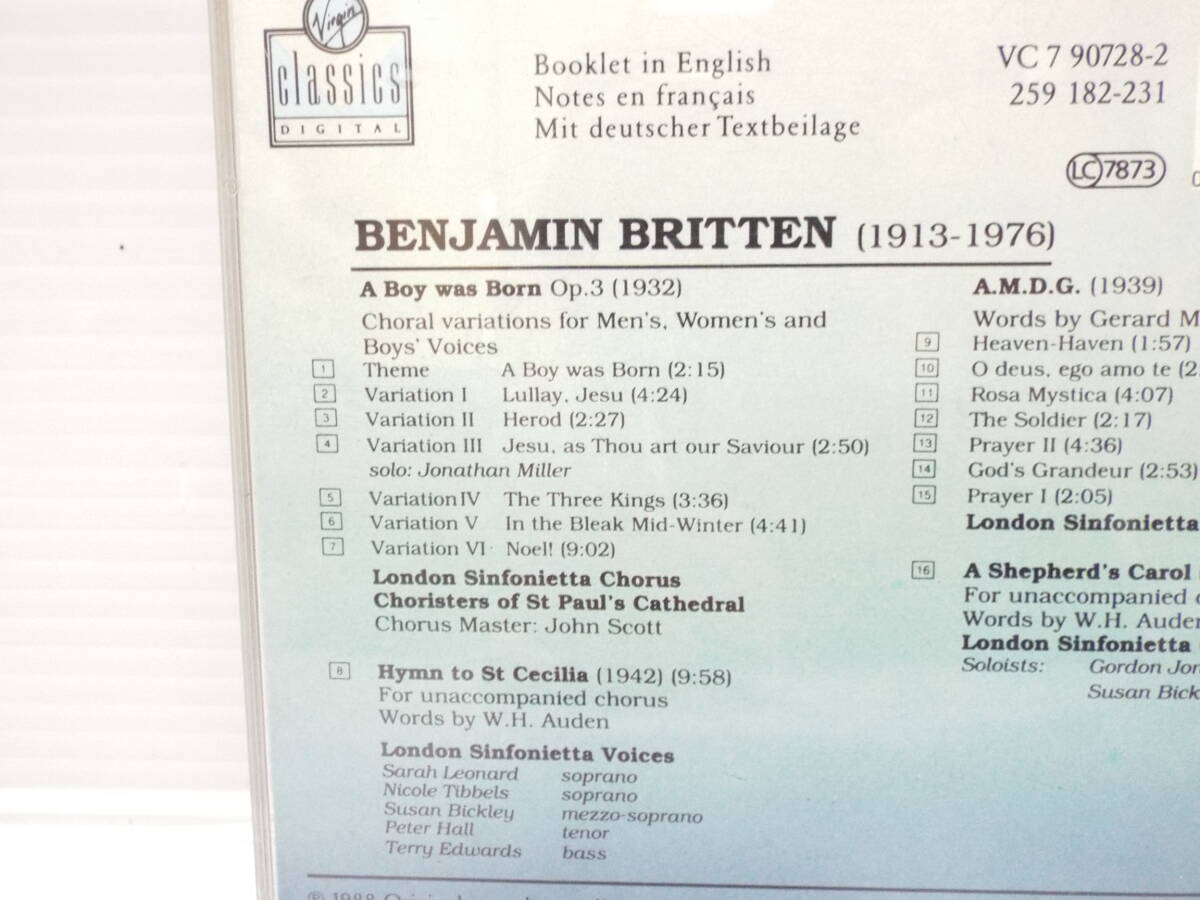 Virgin
classics
DIGITAL
Booklet in English
Notes en français
Mit deutscher Textbeilage
VC 7 90728-2
259 182-231
LC 7873
BENJAMIN BRITTEN (1913-1976)
A Boy was Born Op.3 (1932)
Choral variations for Men's, Women's and
Boys' Voices
1 Theme A Boy was Born (2:15)
2 Variation I Lullay, Jesu (4:24)
3 Variation II Herod (2:27)
4 Variation III Jesu, as Thou art our Saviour (2:50)
solo: Jonathan Miller
5 Variation IV The Three Kings (3:36)
6 Variation V In the Bleak Mid-Winter (4:41)
7 Variation VI Noel! (9:02)
London Sinfonietta Chorus
Choristers of St Paul's Cathedral
Chorus Master: John Scott
8 Hymn to St Cecilia (1942) (9:58)
For unaccompanied chorus
Words by W.H. Auden
London Sinfonietta Voices
Sarah Leonard soprano
Nicole Tibbels soprano
Susan Bickley mezzo-soprano
Peter Hall tenor
Terry Edwards bass
A.M.D.G. (1939)
Words by Gerard M
9 Heaven-Haven (1:57)
10 O deus, ego amo te (2
11 Rosa Mystica (4:07)
12 The Soldier (2:17)
13 Prayer II (4:36)
14 God's Grandeur (2:53)
15 Prayer I (2:05)
London Sinfonietta
16 A Shepherd's Carol
For unaccompanied
Words by W.H. Auden
London Sinfonietta
Soloists: Gordon Jon
Susan Bick
℗ 1988